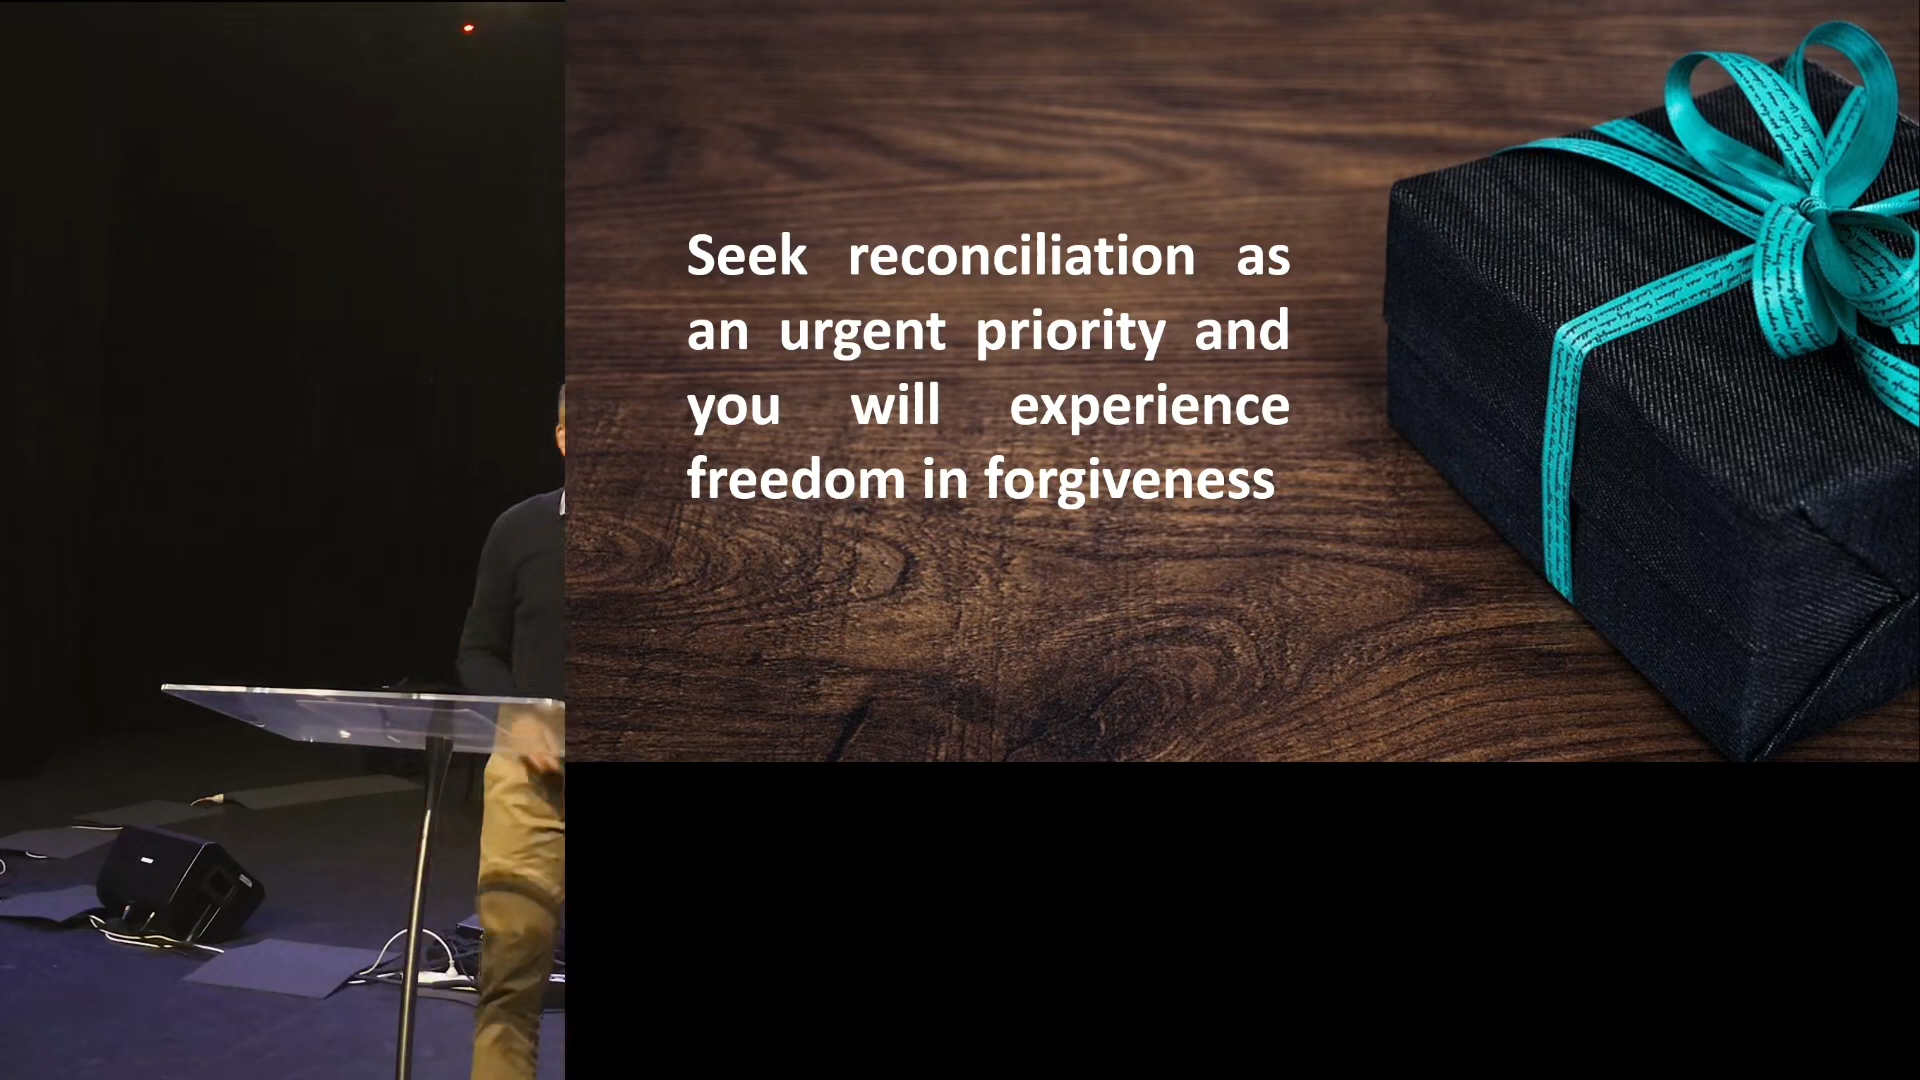 Seek reconciliation as
an urgent priority and
you will experience
freedom in forgiveness